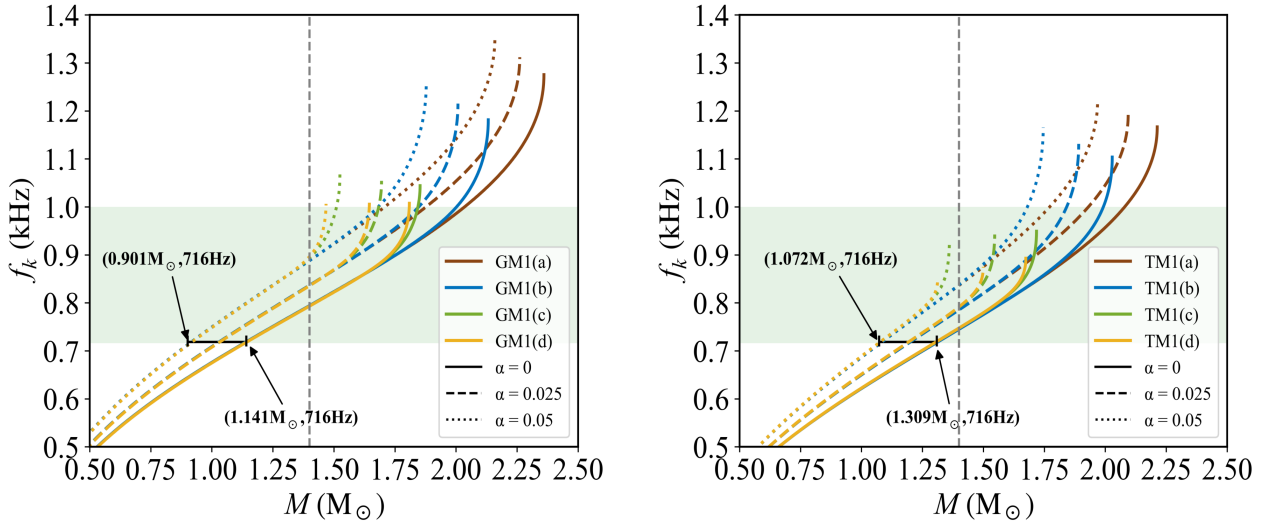 1.4
1.3
1.2
1.1
1.0
0.9
0.8
0.7
0.6
0.5
f_k (kHz)
(0.901M⊙,716Hz)
(1.141M⊙,716Hz)
GM1(a)
GM1(b)
GM1(c)
GM1(d)
α = 0
α = 0.025
α = 0.05
0.50 0.75 1.00 1.25 1.50 1.75 2.00 2.25 2.50
M (M⊙)
1.4
1.3
1.2
1.1
1.0
0.9
0.8
0.7
0.6
0.5
f_k (kHz)
(1.072M⊙,716Hz)
(1.309M⊙,716Hz)
TM1(a)
TM1(b)
TM1(c)
TM1(d)
α = 0
α = 0.025
α = 0.05
0.50 0.75 1.00 1.25 1.50 1.75 2.00 2.25 2.50
M (M⊙)